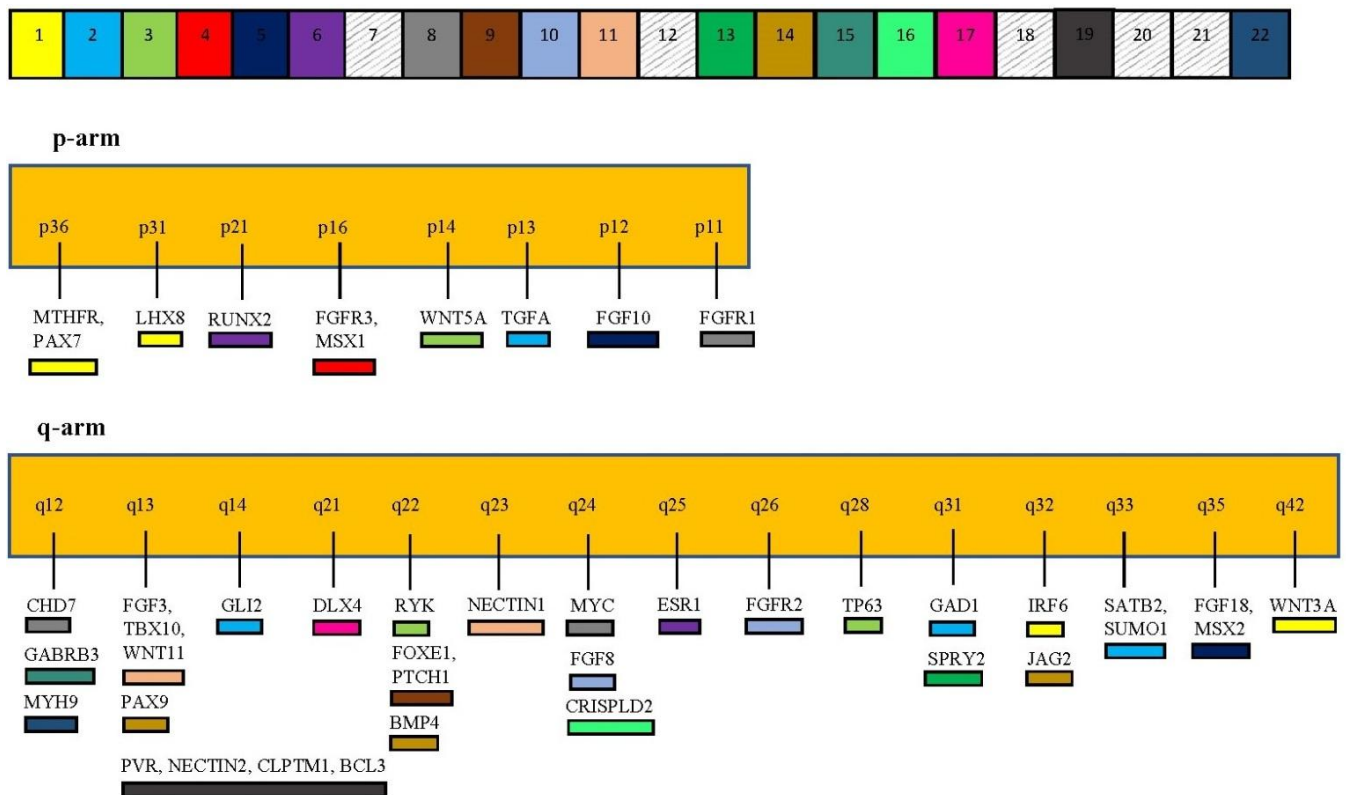 1 2 3 4 5 6 7 8 9 10 11 12 13 14 15 16 17 18 19 20 21 22
p-arm
p36 p31 p21 p16 p14 p13 p12 p11
MTHFR, LHX8 RUNX2 FGFR3, WNT5A TGFA FGF10 FGFR1
PAX7 MSX1
q-arm
q12 q13 q14 q21 q22 q23 q24 q25 q26 q28 q31 q32 q33 q35 q42
CHD7 FGF3, GLI2 DLX4 RYK NECTIN1 MYC ESR1 FGFR2 TP63 GAD1 IRF6 SATB2, FGF18, WNT3A
TBX10, SUMO1 MSX2
GABRB3 WNT11 FOXE1, FGF8 SPRY2 JAG2
PTCH1
MYH9 PAX9 BMP4 CRISPLD2
PVR, NECTIN2, CLPTM1, BCL3